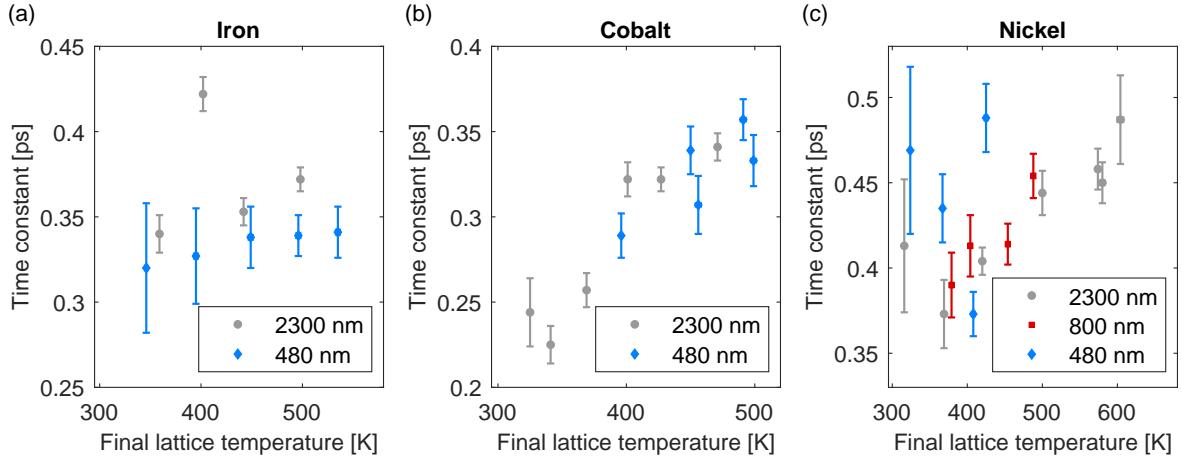 (a)
Iron
0.45
0.4
0.35
0.3
0.25
300
400
500
Time constant [ps]
Final lattice temperature [K]
2300 nm
480 nm
(b)
Cobalt
0.4
0.35
0.3
0.25
0.2
300
400
500
Time constant [ps]
Final lattice temperature [K]
2300 nm
480 nm
(c)
Nickel
0.5
0.45
0.4
0.35
300
400
500
600
Time constant [ps]
Final lattice temperature [K]
2300 nm
800 nm
480 nm